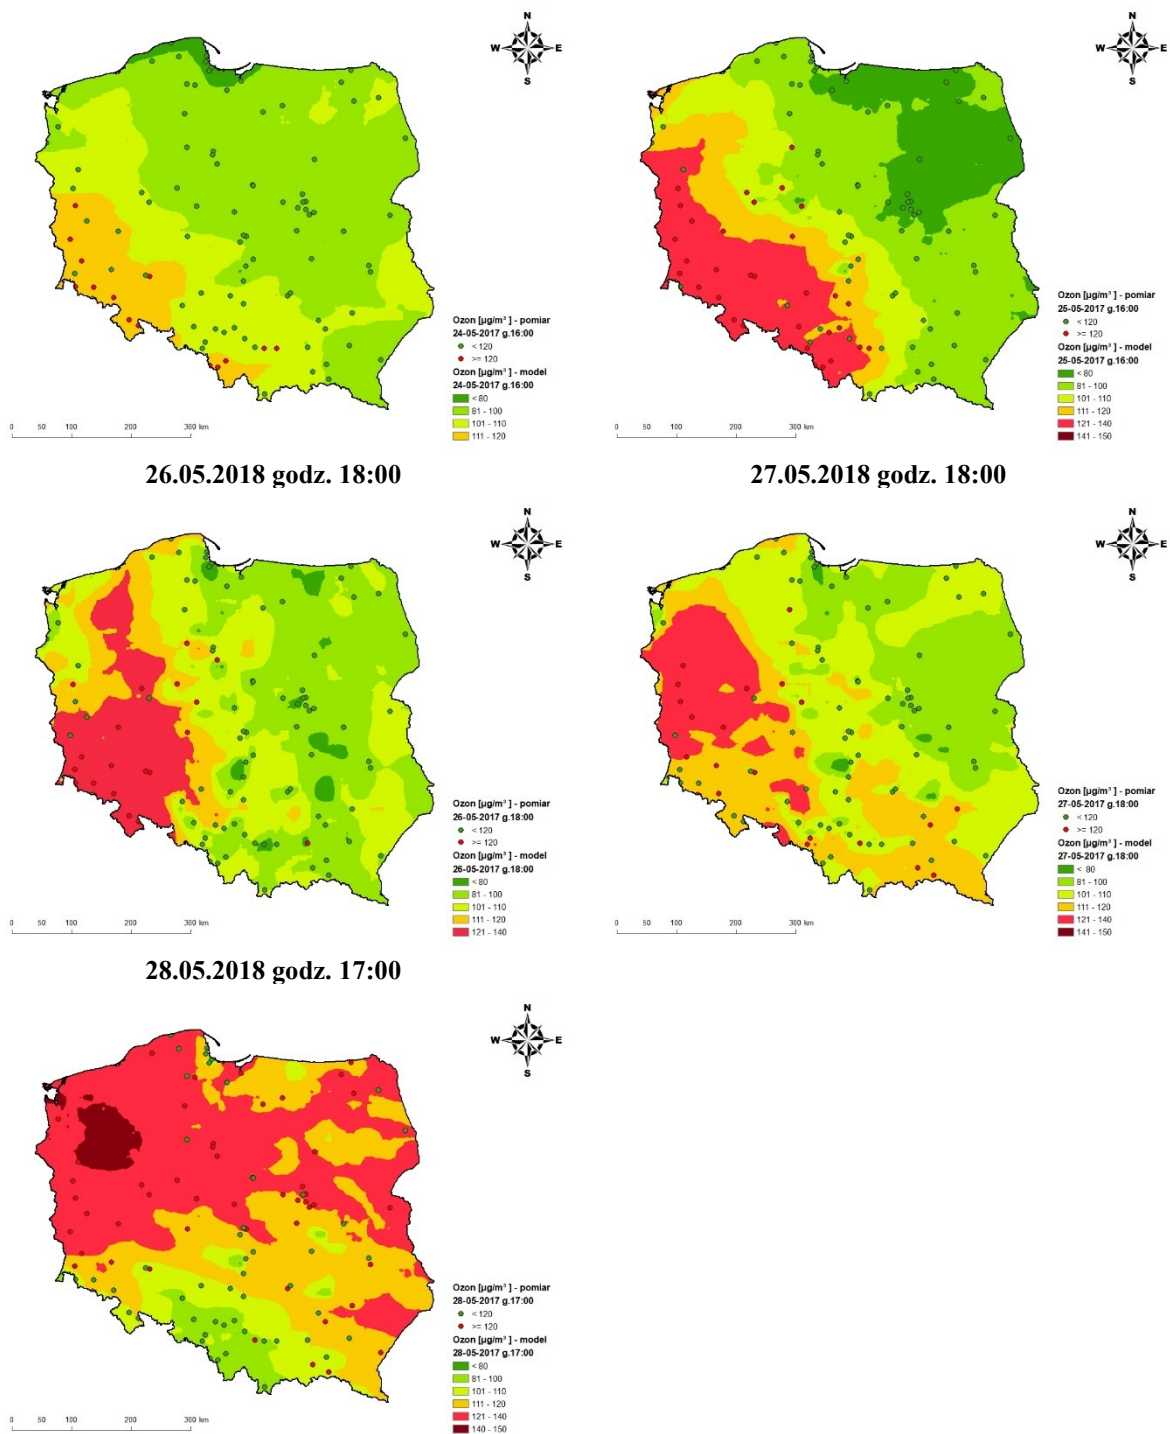 N
W E
S
Ozon [µg/m³ ] - pomiar
24-05-2017 g.16:00
< 120
>= 120
Ozon [µg/m³ ] - model
24-05-2017 g.16:00
< 80
81 - 100
101 - 110
111 - 120
0 50 100 200 300 km
N
W E
S
Ozon [µg/m³ ] - pomiar
25-05-2017 g.16:00
< 120
>= 120
Ozon [µg/m³ ] - model
25-05-2017 g.16:00
< 80
81 - 100
101 - 110
111 - 120
121 - 140
141 - 150
0 50 100 200 300 km
26.05.2018 godz. 18:00
27.05.2018 godz. 18:00
N
W E
S
Ozon [µg/m³ ] - pomiar
26-05-2017 g.18:00
< 120
>= 120
Ozon [µg/m³ ] - model
26-05-2017 g.18:00
< 80
81 - 100
101 - 110
111 - 120
121 - 140
0 50 100 200 300 km
N
W E
S
Ozon [µg/m³ ] - pomiar
27-05-2017 g.18:00
< 120
>= 120
Ozon [µg/m³ ] - model
27-05-2017 g.18:00
< 80
81 - 100
101 - 110
111 - 120
121 - 140
141 - 150
0 50 100 200 300 km
28.05.2018 godz. 17:00
N
W E
S
Ozon [µg/m³ ] - pomiar
28-05-2017 g.17:00
< 120
>= 120
Ozon [µg/m³ ] - model
28-05-2017 g.17:00
< 80
81 - 100
101 - 110
111 - 120
121 - 140
140 - 150
0 50 100 200 300 km